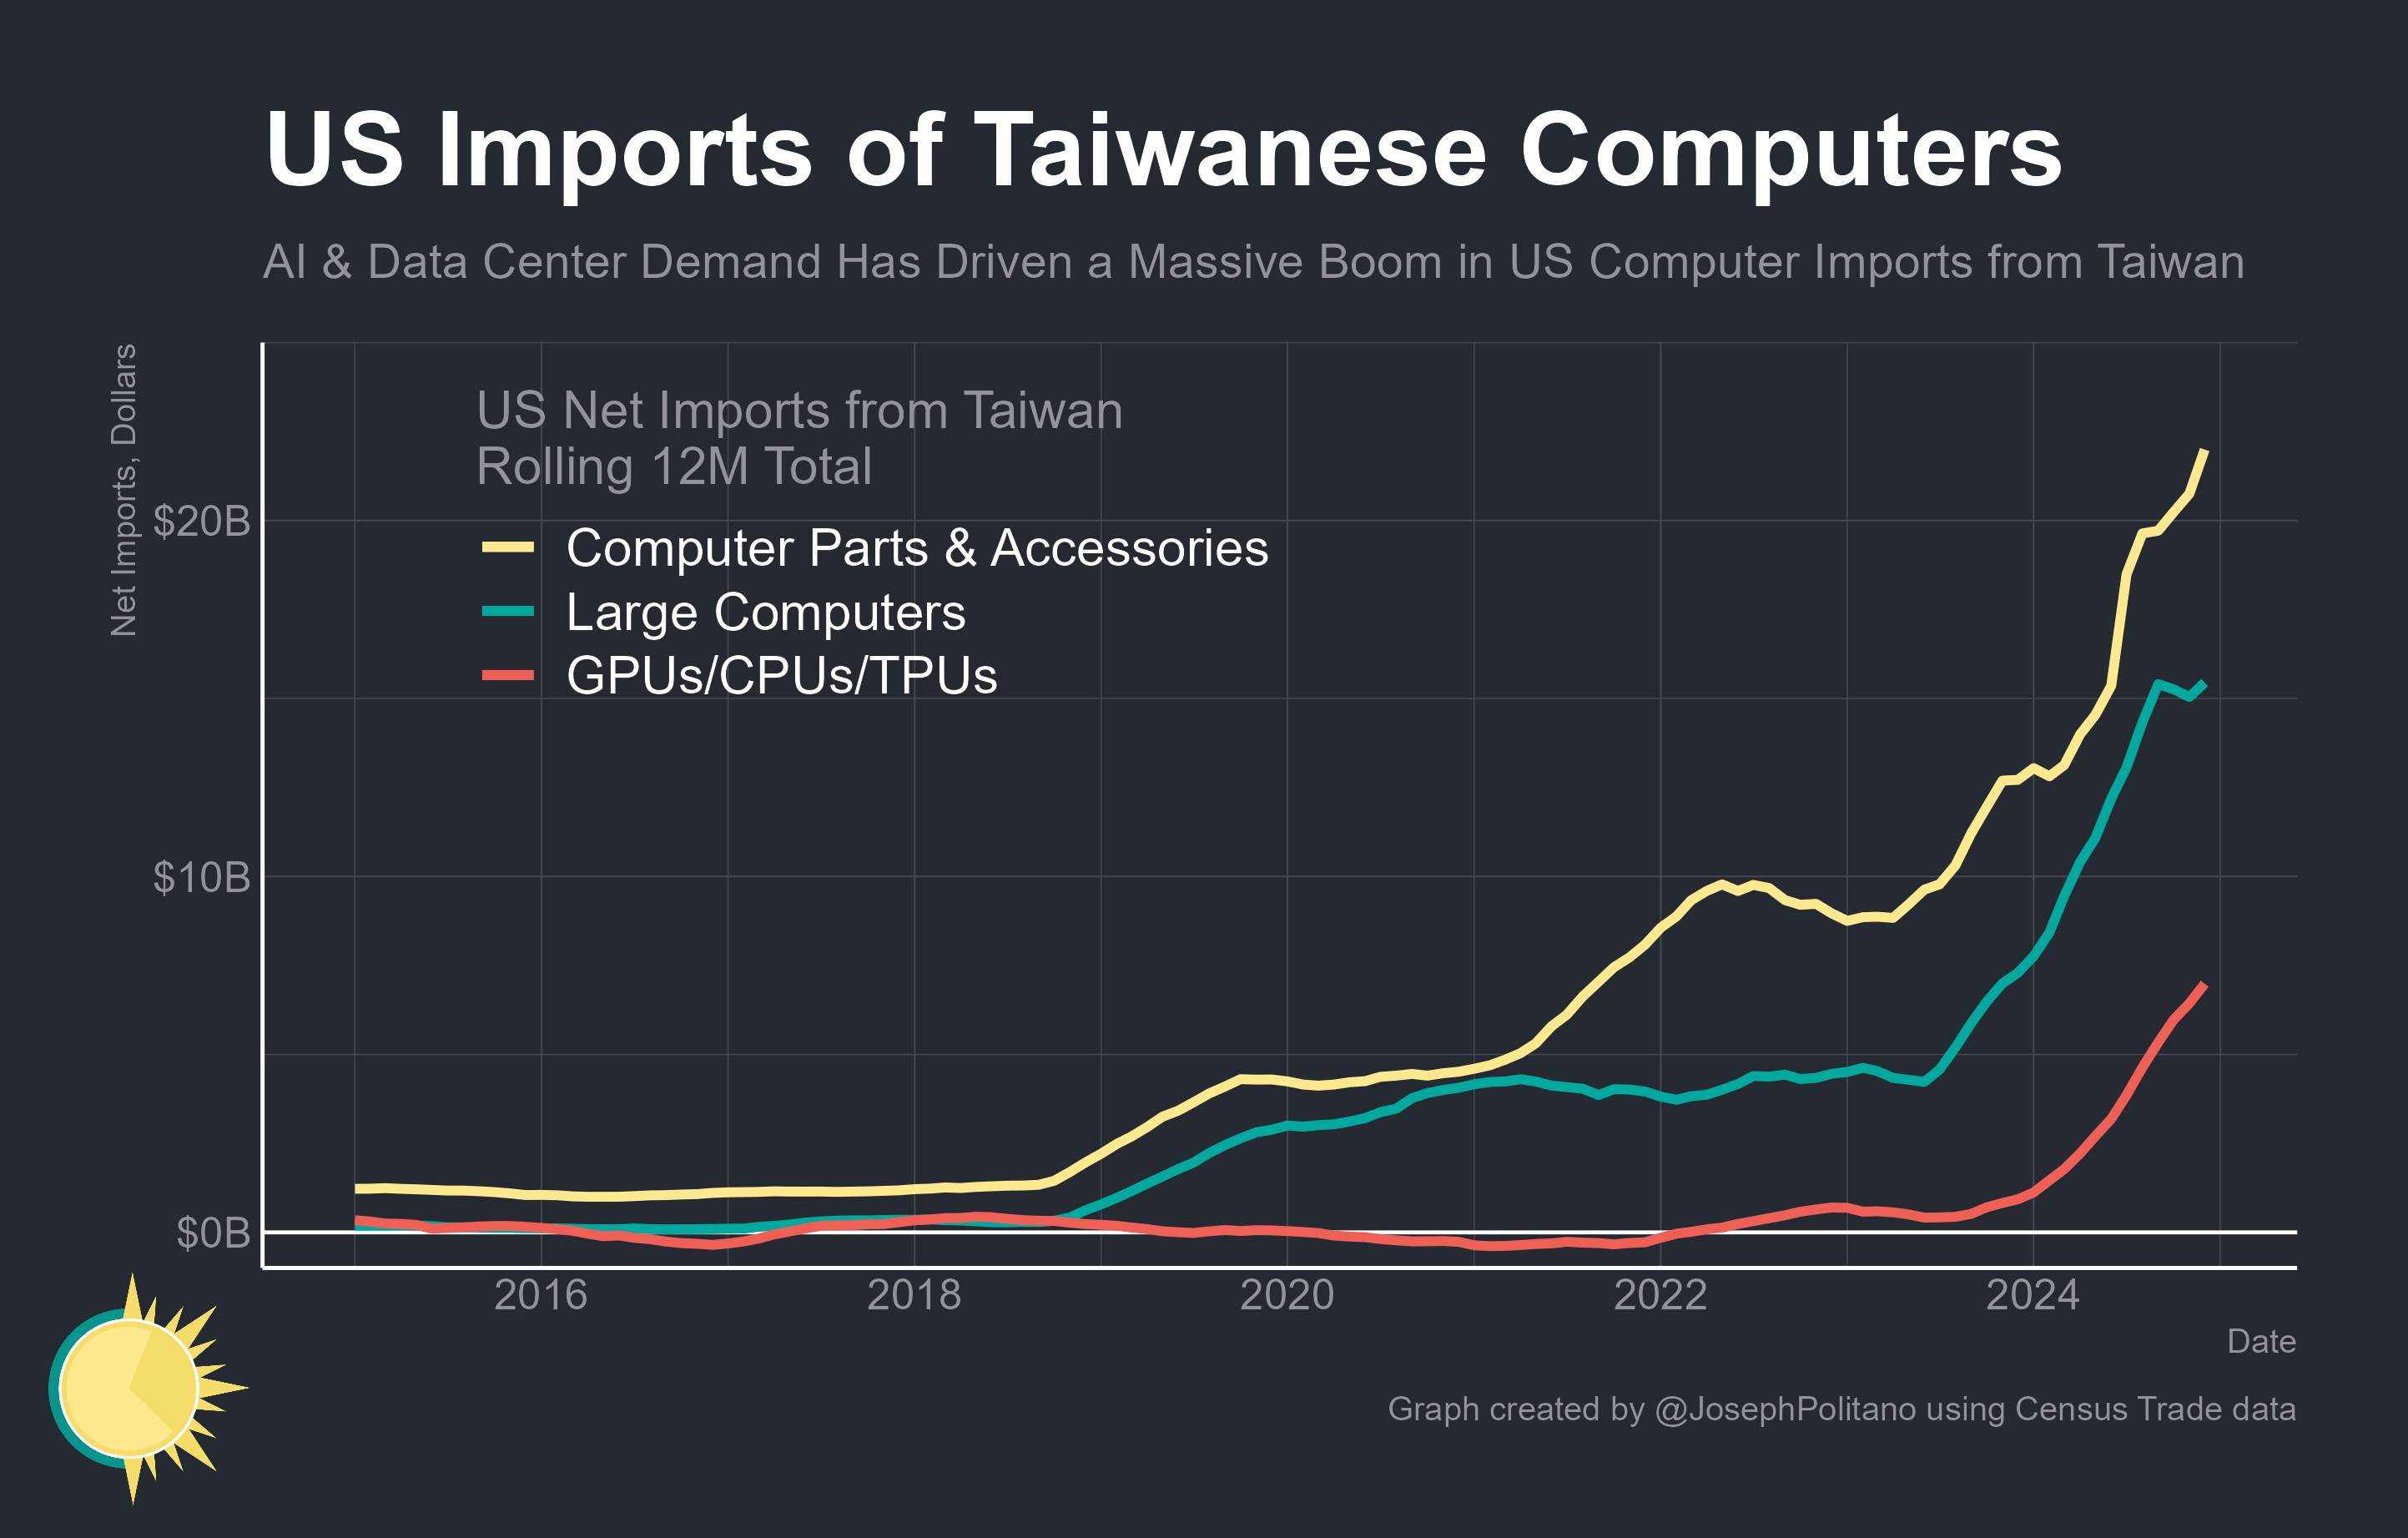 US Imports of Taiwanese Computers
AI & Data Center Demand Has Driven a Massive Boom in US Computer Imports from Taiwan
Net Imports, Dollars
US Net Imports from Taiwan
Rolling 12M Total
Computer Parts & Accessories
Large Computers
GPUs/CPUs/TPUs
$20B
$10B
$0B
2016
2018
2020
2022
2024
Date
Graph created by @JosephPolitano using Census Trade data